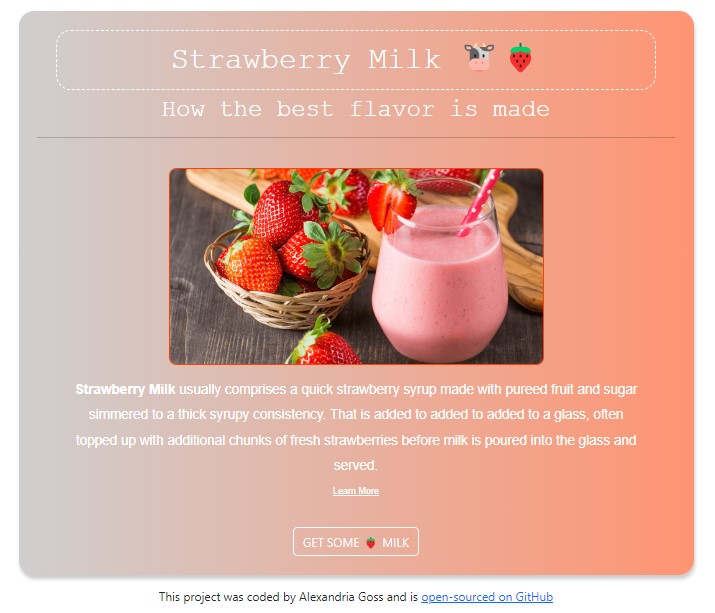 Strawberry Milk 🐮 🍓
How the best flavor is made
Strawberry Milk usually comprises a quick strawberry syrup made with pureed fruit and sugar
simmered to a thick syrupy consistency. That is added to added to added to a glass, often
topped up with additional chunks of fresh strawberries before milk is poured into the glass and
served.
Learn More
GET SOME 🍓 MILK
This project was coded by Alexandria Goss and is open-sourced on GitHub